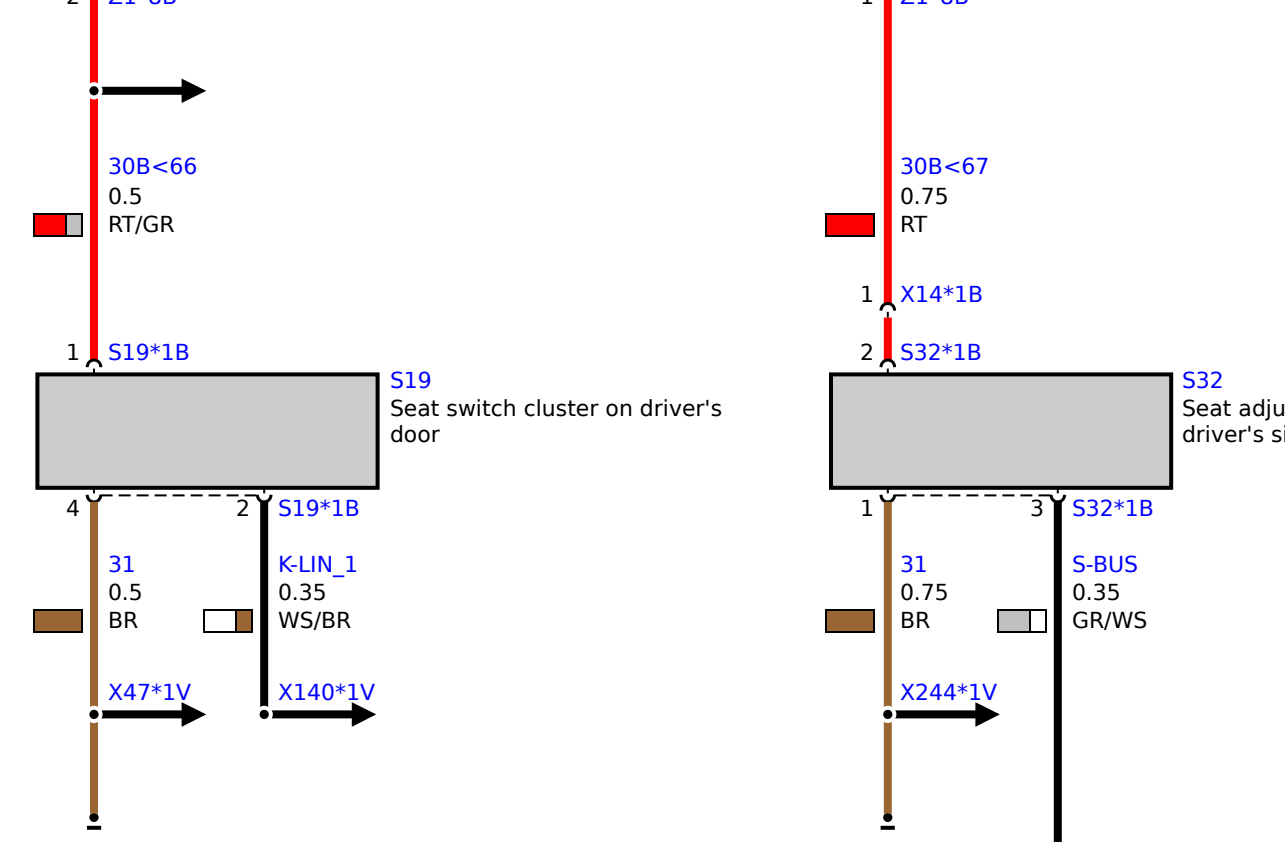 30B<66
0.5
RT/GR
1 S19*1B
S19
Seat switch cluster on driver's
door
4
2 S19*1B
31
0.5
BR
K-LIN_1
0.35
WS/BR
X47*1V
X140*1V
30B<67
0.75
RT
1 X14*1B
2 S32*1B
S32
Seat
driver's
1
3 S32*1B
31
0.75
BR
S-BUS
0.35
GR/WS
X244*1V